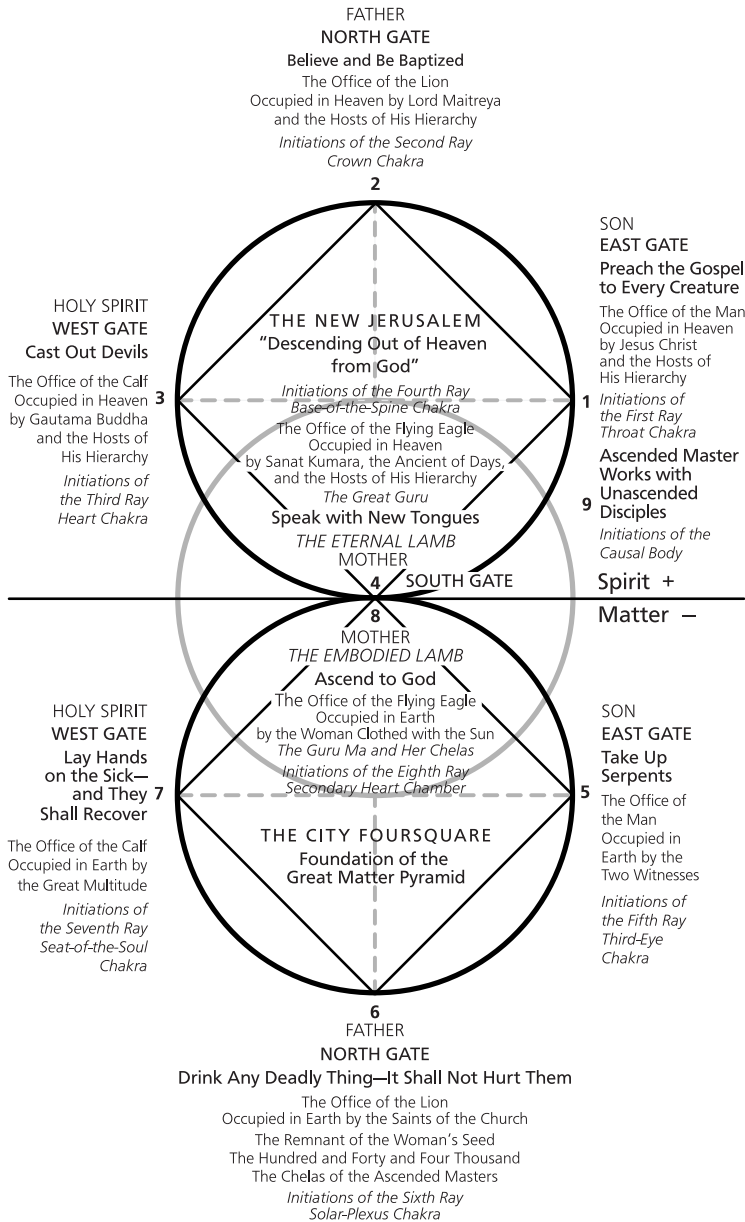 FATHER
NORTH GATE
Believe and Be Baptized
The Office of the Lion
Occupied in Heaven by Lord Maitreya
and the Hosts of His Hierarchy
Initiations of the Second Ray
Crown Chakra
2
SON
EAST GATE
Preach the Gospel
to Every Creature
The Office of the Man
Occupied in Heaven
by Jesus Christ
and the Hosts of
His Hierarchy
1
Initiations of
the First Ray
Throat Chakra
Ascended Master
Works with
Unascended
Disciples
9
Initiations of the
Causal Body
HOLY SPIRIT
WEST GATE
Cast Out Devils
The Office of the Calf
Occupied in Heaven
by Gautama Buddha
and the Hosts of
His Hierarchy
3
Initiations of
the Third Ray
Heart Chakra
THE NEW JERUSALEM
“Descending Out of Heaven
from God”
Initiations of the Fourth Ray
Base-of-the-Spine Chakra
The Office of the Flying Eagle
Occupied in Heaven
by Sanat Kumara, the Ancient of Days,
and the Hosts of His Hierarchy
The Great Guru
Speak with New Tongues
THE ETERNAL LAMB
MOTHER
4
SOUTH GATE
Spirit +
Matter –
8
MOTHER
THE EMBODIED LAMB
Ascend to God
The Office of the Flying Eagle
Occupied in Earth
by the Woman Clothed with the Sun
The Guru Ma and Her Chelas
Initiations of the Eighth Ray
Secondary Heart Chamber
THE CITY FOURSQUARE
Foundation of the
Great Matter Pyramid
HOLY SPIRIT
WEST GATE
Lay Hands
on the Sick—
and They
Shall Recover
7
The Office of the Calf
Occupied in Earth by
the Great Multitude
Initiations of
the Seventh Ray
Seat-of-the-Soul
Chakra
SON
EAST GATE
Take Up
Serpents
5
The Office of
the Man
Occupied in
Earth by the
Two Witnesses
Initiations of
the Fifth Ray
Third-Eye
Chakra
6
FATHER
NORTH GATE
Drink Any Deadly Thing—It Shall Not Hurt Them
The Office of the Lion
Occupied in Earth by the Saints of the Church
The Remnant of the Woman’s Seed
The Hundred and Forty and Four Thousand
The Chelas of the Ascended Masters
Initiations of the Sixth Ray
Solar-Plexus Chakra